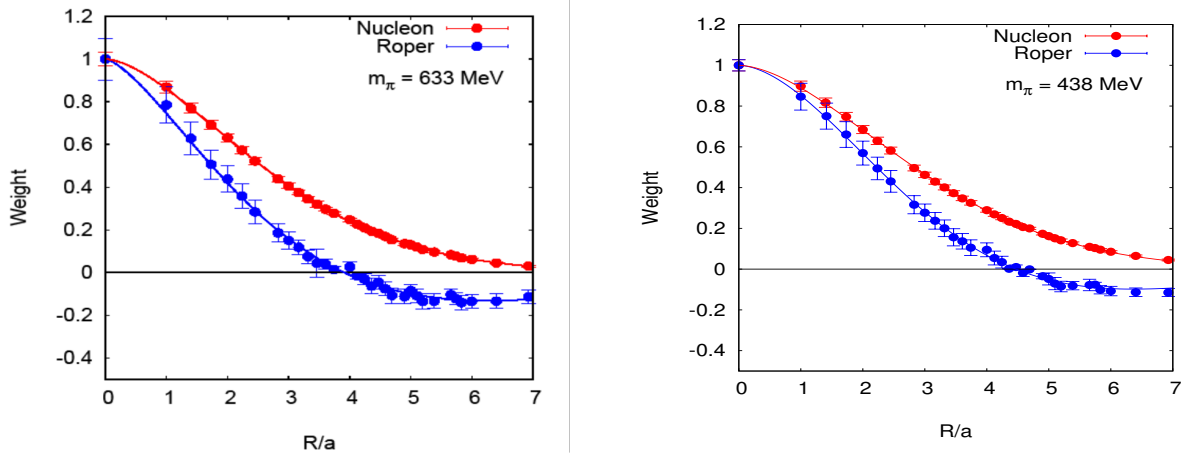 1.2
1
0.8
0.6
0.4
0.2
0
-0.2
-0.4
Weight
0 1 2 3 4 5 6 7
R/a
Nucleon
Roper
mπ = 633 MeV
1.2
1
0.8
0.6
0.4
0.2
0
-0.2
-0.4
Weight
0 1 2 3 4 5 6 7
R/a
Nucleon
Roper
mπ = 438 MeV